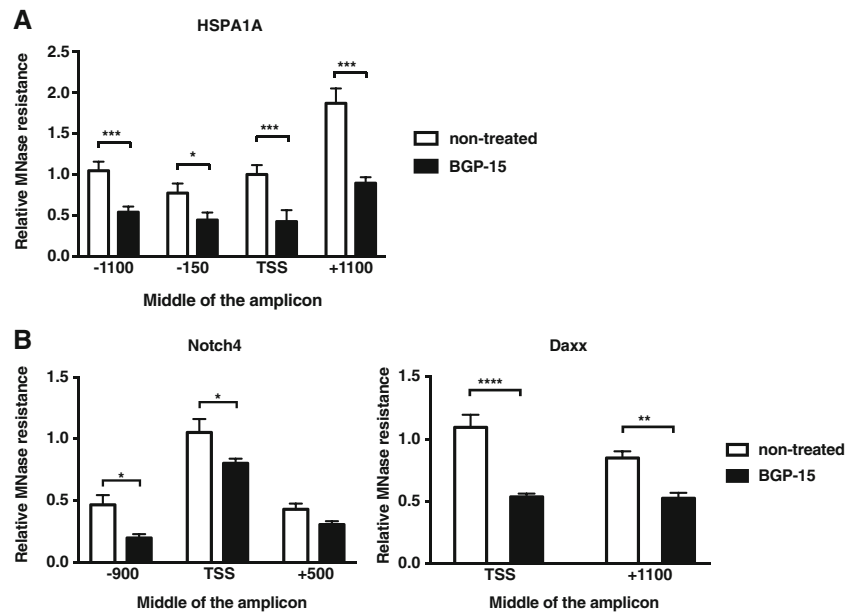 A
HSPA1A
Relative MNase resistance
2.5
2.0
1.5
1.0
0.5
0.0
***
*
***
***
-1100 -150 TSS +1100
Middle of the amplicon
non-treated
BGP-15
B
Notch4
Relative MNase resistance
1.5
1.0
0.5
0.0
*
*
-900 TSS +500
Middle of the amplicon
Daxx
Relative MNase resistance
1.5
1.0
0.5
0.0
****
**
TSS +1100
Middle of the amplicon
non-treated
BGP-15